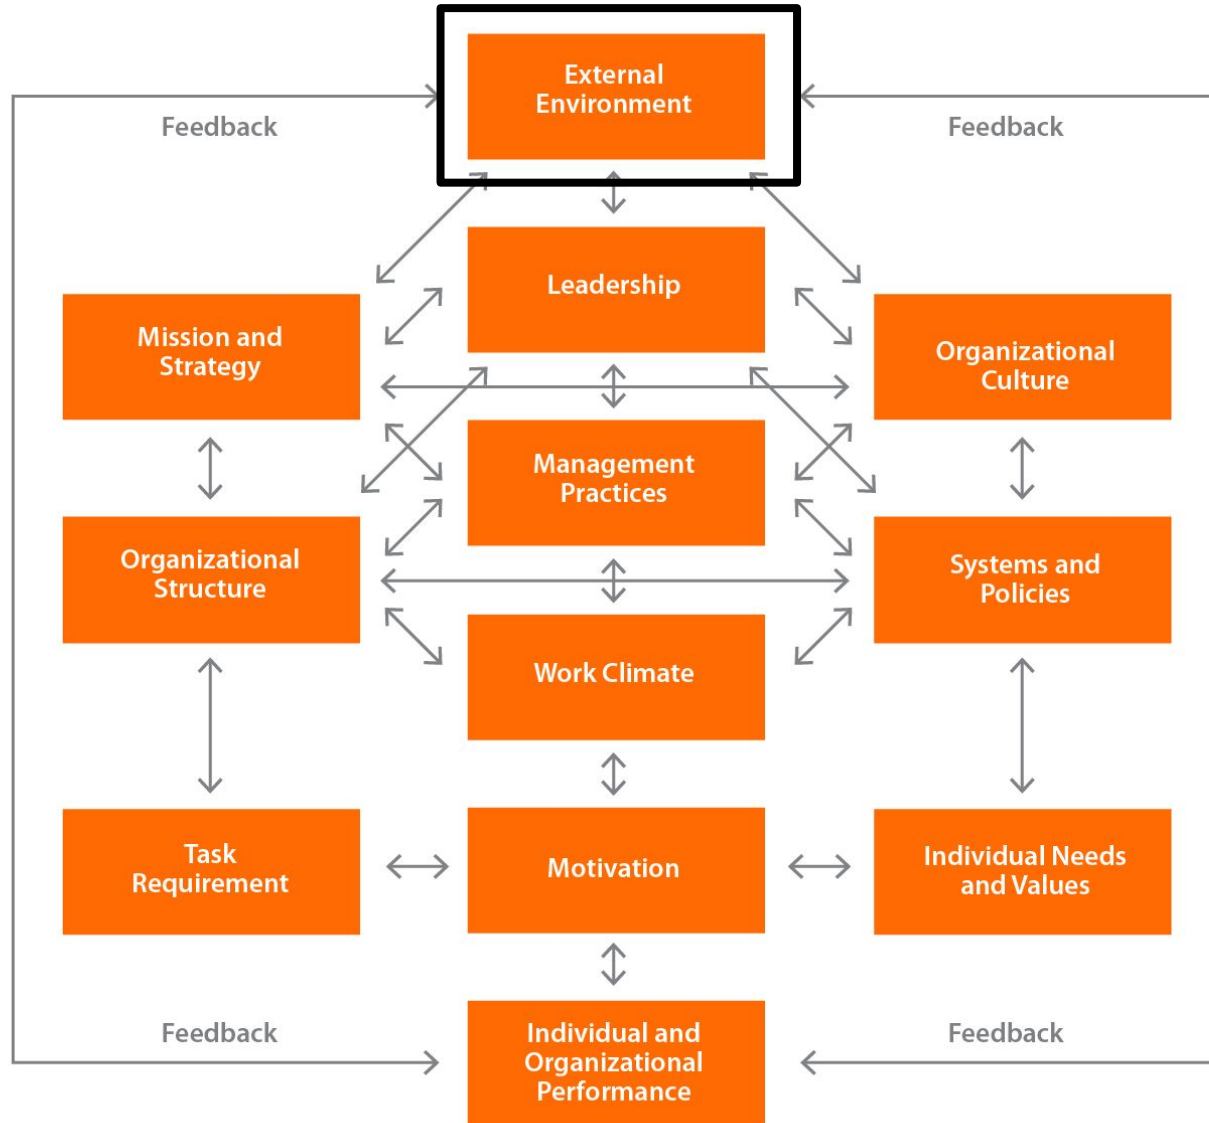 External
Environment
Feedback
Feedback
Leadership
Mission and
Strategy
Organizational
Culture
Management
Practices
Organizational
Structure
Systems and
Policies
Work Climate
Task
Requirement
Motivation
Individual Needs
and Values
Feedback
Feedback
Individual and
Organizational
Performance